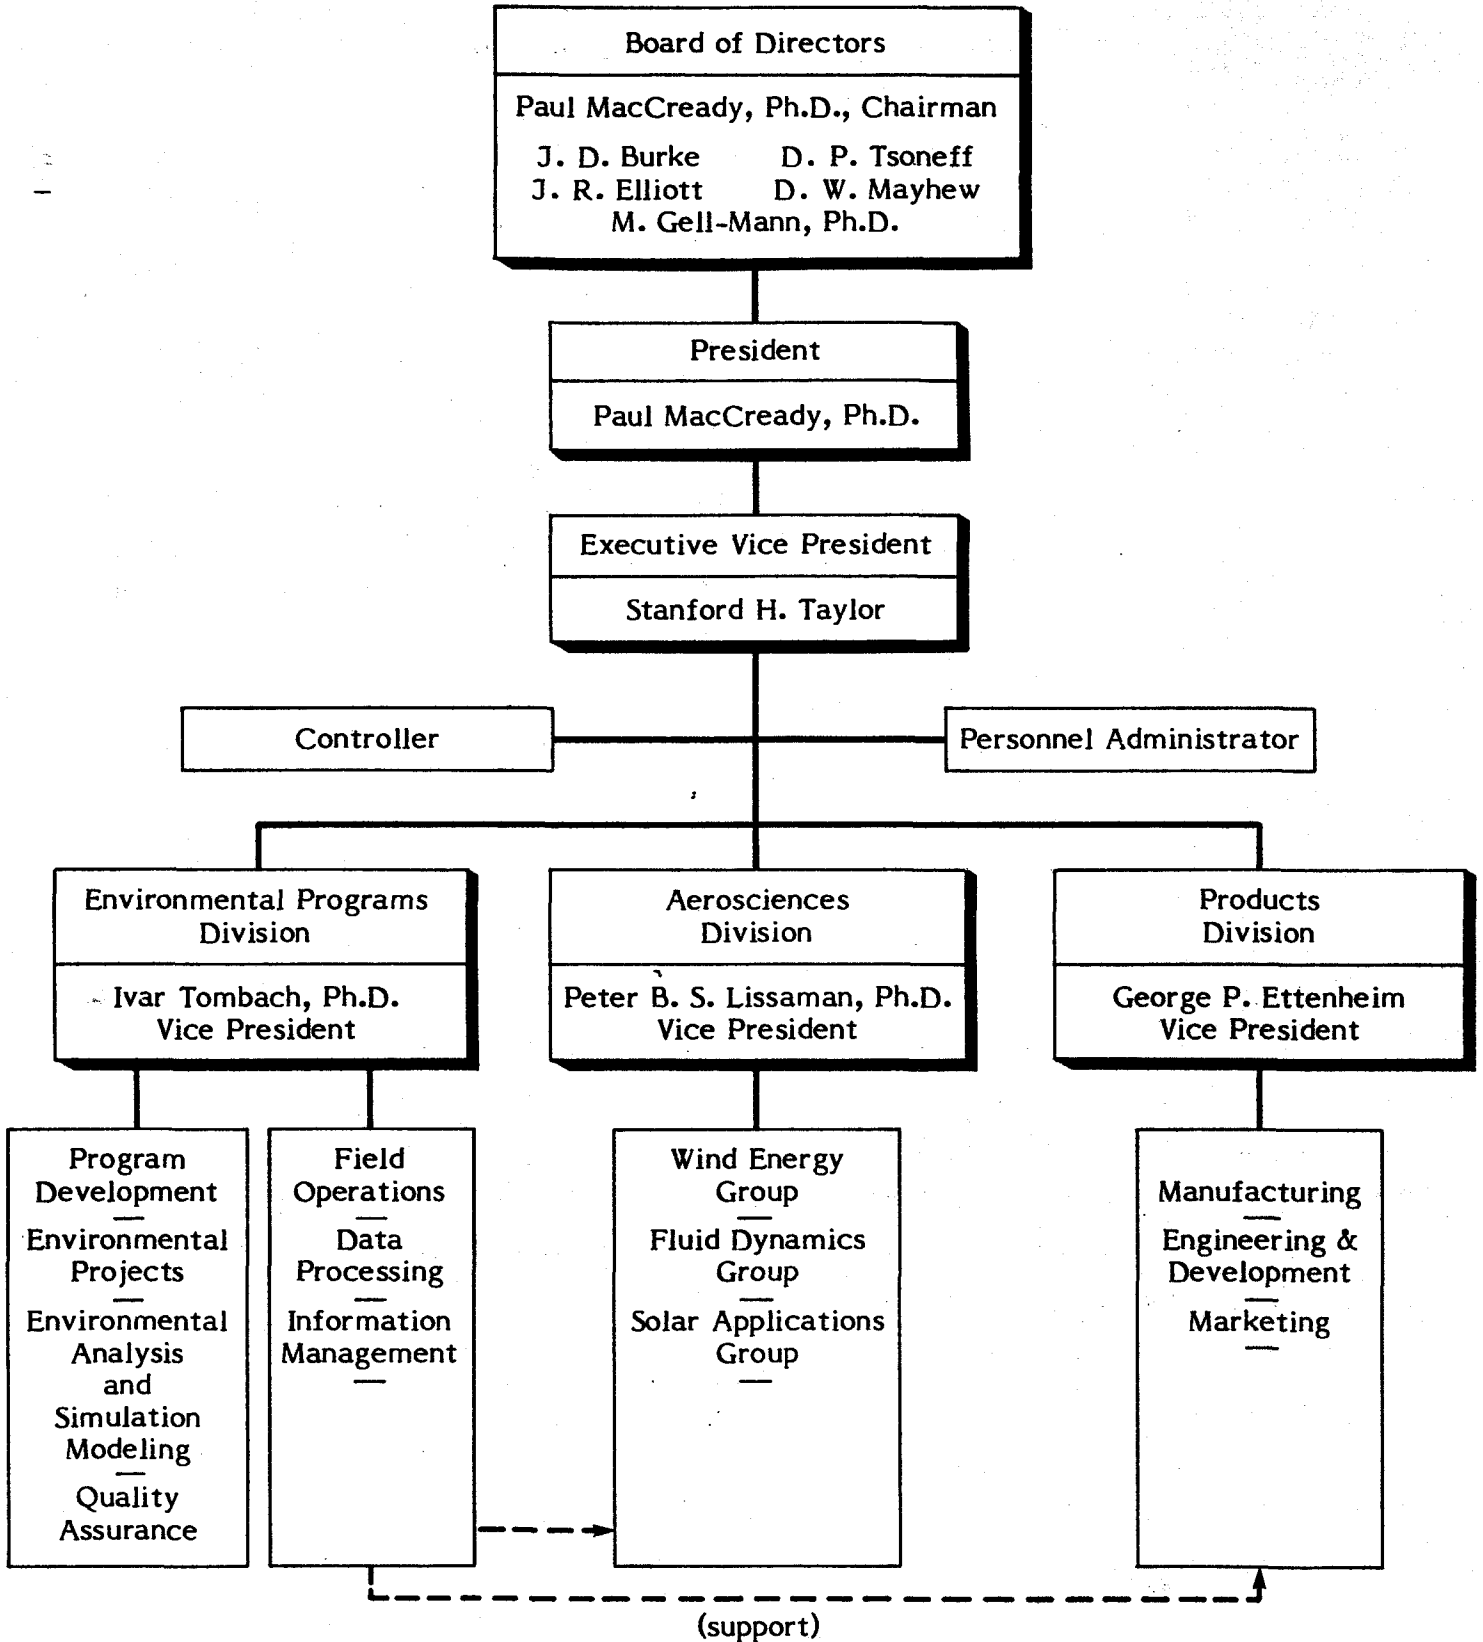 Board of Directors
Paul MacCready, Ph.D., Chairman
J. D. Burke D. P. Tsoneff
J. R. Elliott D. W. Mayhew
M. Gell-Mann, Ph.D.
President
Paul MacCready, Ph.D.
Executive Vice President
Stanford H. Taylor
Controller
Personnel Administrator
Environmental Programs
Division
Ivar Tombach, Ph.D.
Vice President
Aerosciences
Division
Peter B. S. Lissaman, Ph.D.
Vice President
Products
Division
George P. Ettenheim
Vice President
Program
Development
Environmental
Projects
Environmental
Analysis
and
Simulation
Modeling
Quality
Assurance
Field
Operations
Data
Processing
Information
Management
Wind Energy
Group
Fluid Dynamics
Group
Solar Applications
Group
Manufacturing
Engineering &
Development
Marketing
(support)